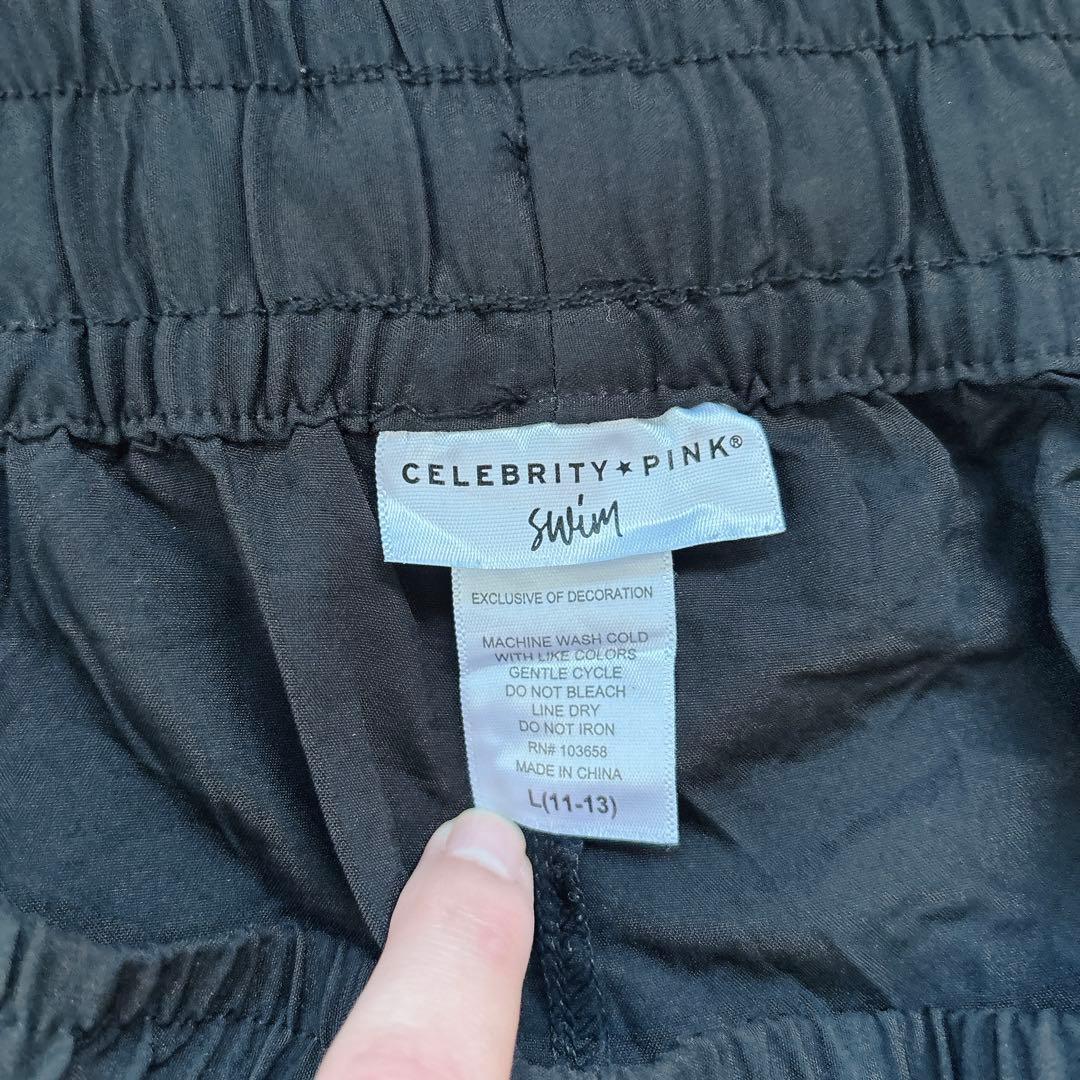 CELEBRITY★PINK®
swim
EXCLUSIVE OF DECORATION
MACHINE WASH COLD
WITH LIKE COLORS
GENTLE CYCLE
DO NOT BLEACH
LINE DRY
DO NOT IRON
RN# 103658
MADE IN CHINA
L(11-13)